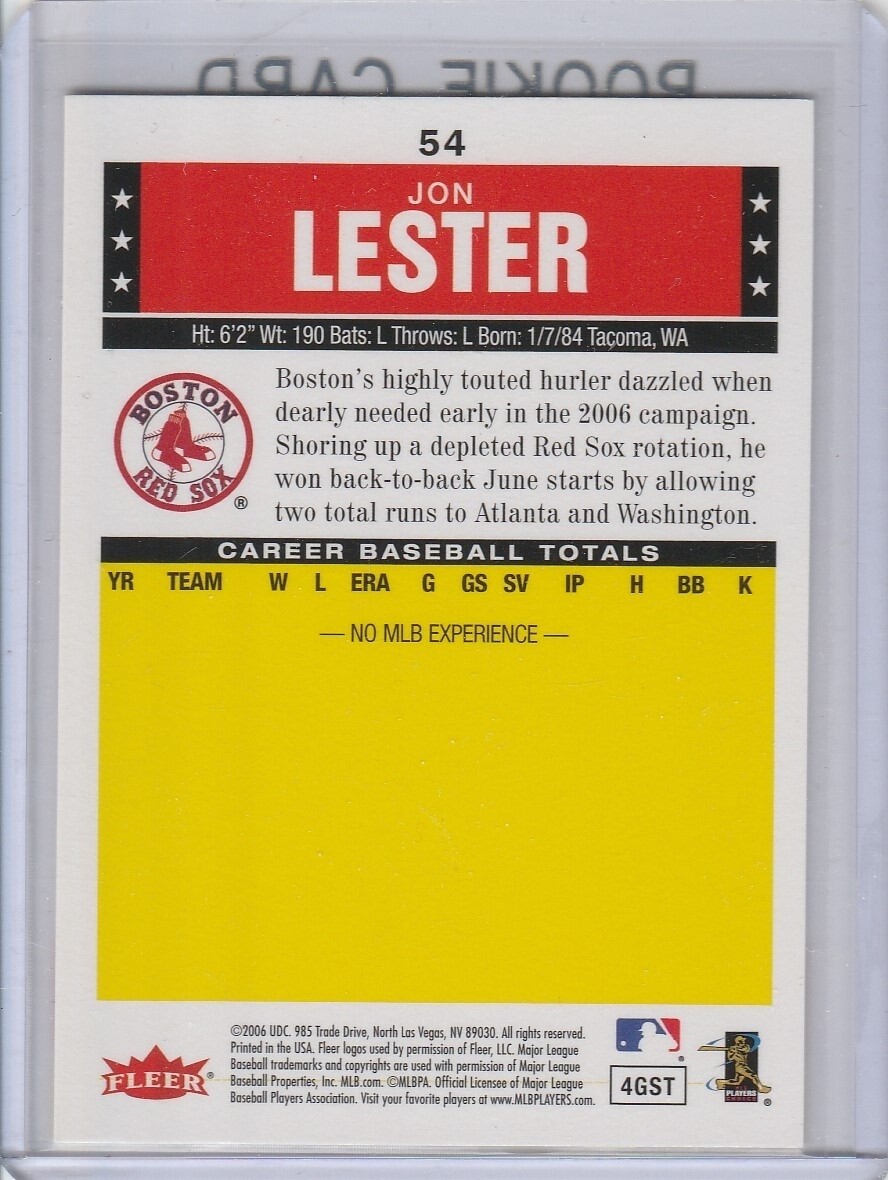 ROOKIE CARD
54
JON
LESTER
Ht: 6'2" Wt: 190 Bats: L Throws: L Born: 1/7/84 Tacoma, WA
BOSTON
RED SOX
®
Boston's highly touted hurler dazzled when
dearly needed early in the 2006 campaign.
Shoring up a depleted Red Sox rotation, he
won back-to-back June starts by allowing
two total runs to Atlanta and Washington.
CAREER BASEBALL TOTALS
YR TEAM W L ERA G GS SV IP H BB K
— NO MLB EXPERIENCE —
FLEER®
©2006 UDC. 985 Trade Drive, North Las Vegas, NV 89030. All rights reserved.
Printed in the USA. Fleer logos used by permission of Fleer, LLC. Major League
Baseball trademarks and copyrights are used with permission of Major League
Baseball Properties, Inc. MLB.com. ©MLBPA. Official Licensee of Major League
Baseball Players Association. Visit your favorite players at www.MLBPLAYERS.com.
®
4GST
PLAYERS
CHOICE
®